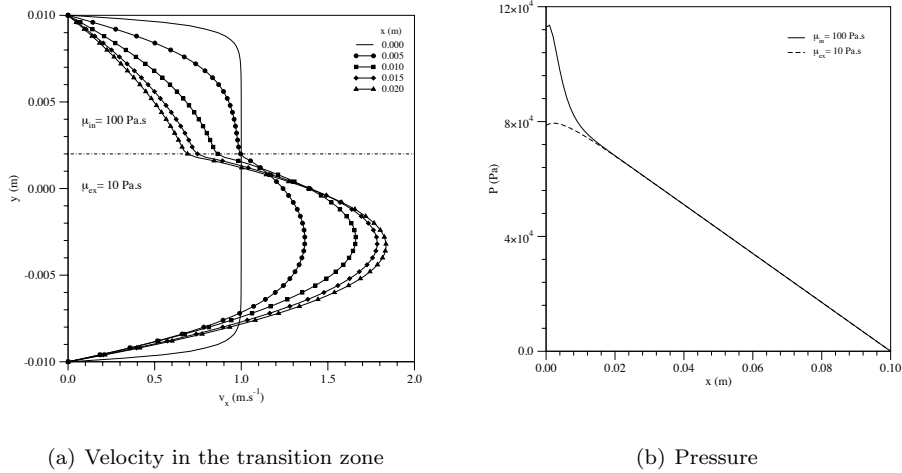 0.010
0.005
0.000
-0.005
-0.010
y (m)
x (m)
0.000
0.005
0.010
0.015
0.020
μin= 100 Pa.s
μex= 10 Pa.s
0.0
0.5
1.0
1.5
2.0
vx (m.s-1)
(a) Velocity in the transition zone
12×10⁴
8×10⁴
4×10⁴
0.0
P (Pa)
μin= 100 Pa.s
μex= 10 Pa.s
0.00
0.02
0.04
0.06
0.08
0.10
x (m)
(b) Pressure